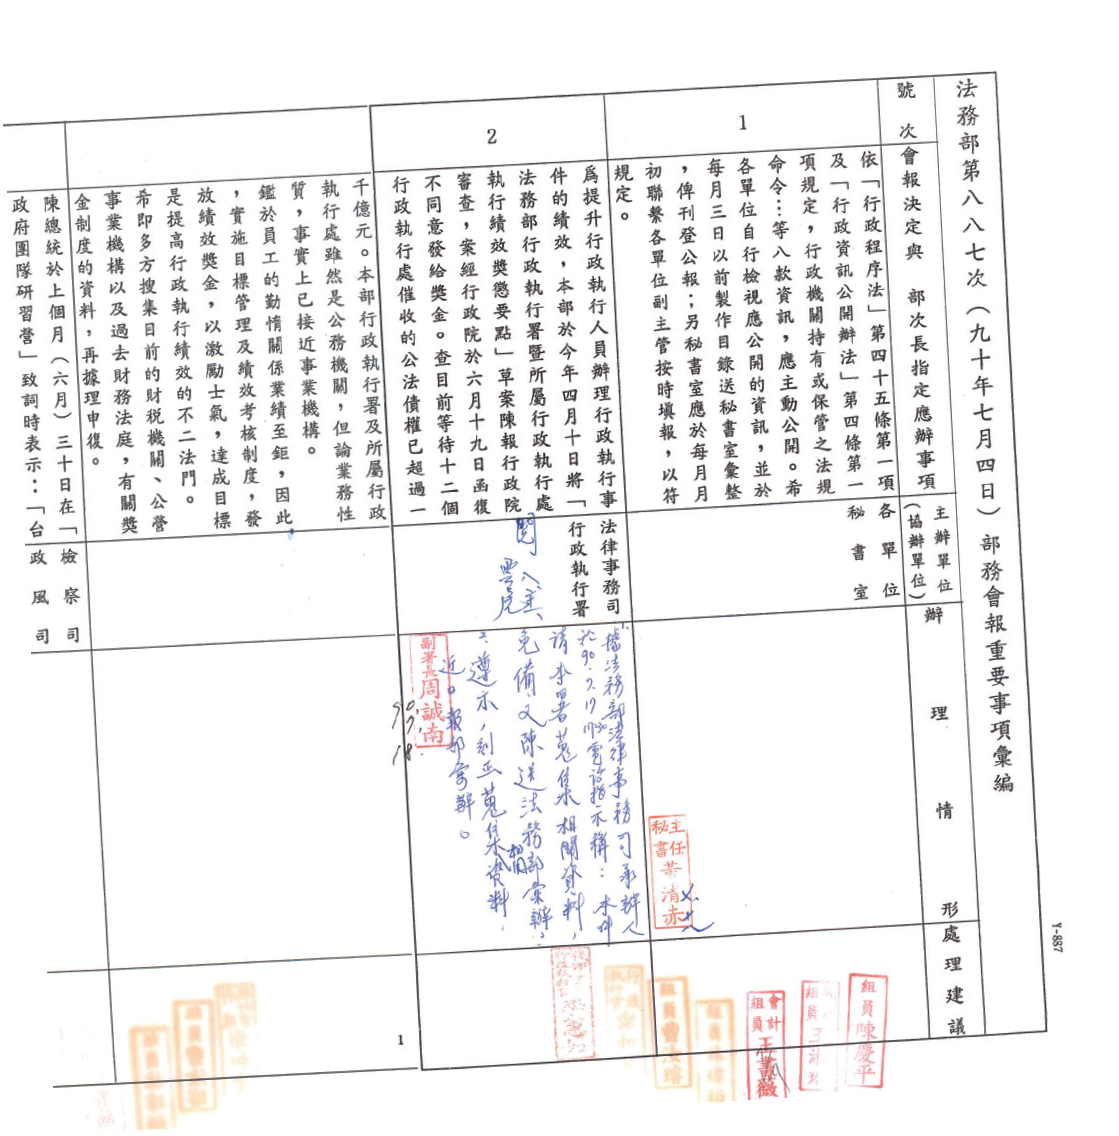 法務部第八八七次（九十年七月四日）部務會報重要事項彙編
號次
會報決定與　部次長指定應辦事項
主辦單位
（協辦單位）
辦理情形
處理建議
1
依「行政程序法」第四十五條第一項
及「行政資訊公開辦法」第四條第一
項規定，行政機關持有或保管之法規
命令…等八款資訊，應主動公開。希
各單位自行檢視應公開的資訊，並於
每月三日以前製作目錄送秘書室彙整
，俾刊登公報；另秘書室應於每月月
初聯繫各單位副主管按時填報，以符
規定。
各單位
秘書室
2
為提升行政執行人員辦理行政執行事
件的績效，本部於今年四月十日將「
法務部行政執行署暨所屬行政執行處
執行績效獎懲要點」草案陳報行政院
審查，案經行政院於六月十九日函復
不同意發給獎金。查目前等待十二個
行政執行處催收的公法債權已超過一
法律事務司
行政執行署
據法務部法律事務司承辦人
於90.7.17 電話指示稱：本件
請本署蒐集相關資料，
免備文陳送法務部彙辦。
遵示，刻正蒐集相關資料
近日報部彙辦。
閱
副署長周誠南
90.7.18.
千億元。本部行政執行署及所屬行政
執行處雖然是公務機關，但論業務性
質，事實上已接近事業機構。
鑑於員工的勤惰關係業績至鉅，因此
，實施目標管理及績效考核制度，發
放績效獎金，以激勵士氣，達成目標
是提高行政執行績效的不二法門。
希即多方搜集目前的財稅機關、公營
事業機構以及過去財務法庭，有關獎
金制度的資料，再據理申復。
陳總統於上個月（六月）三十日在「
政府團隊研習營」致詞時表示：「台
檢察司
政風司
主任
秘書
清赤
組員陳慶平
組員
會計
組員王書薇
1
Y-887